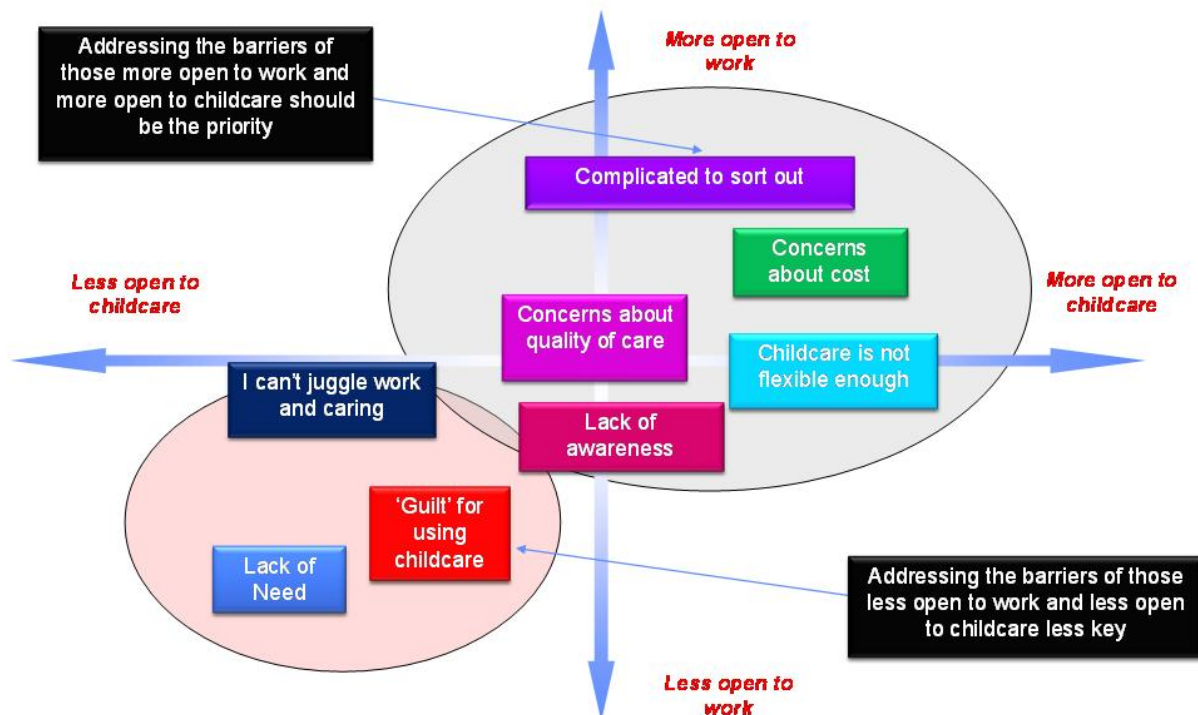 Addressing the barriers of
those more open to work and
more open to childcare should
be the priority
More open to
work
Complicated to sort out
Concerns
about cost
Less open to
childcare
More open to
childcare
Concerns about
quality of care
Childcare is not
flexible enough
I can't juggle work
and caring
Lack of
awareness
'Guilt' for
using
childcare
Lack of
Need
Addressing the barriers of those
less open to work and less open
to childcare less key
Less open to
work